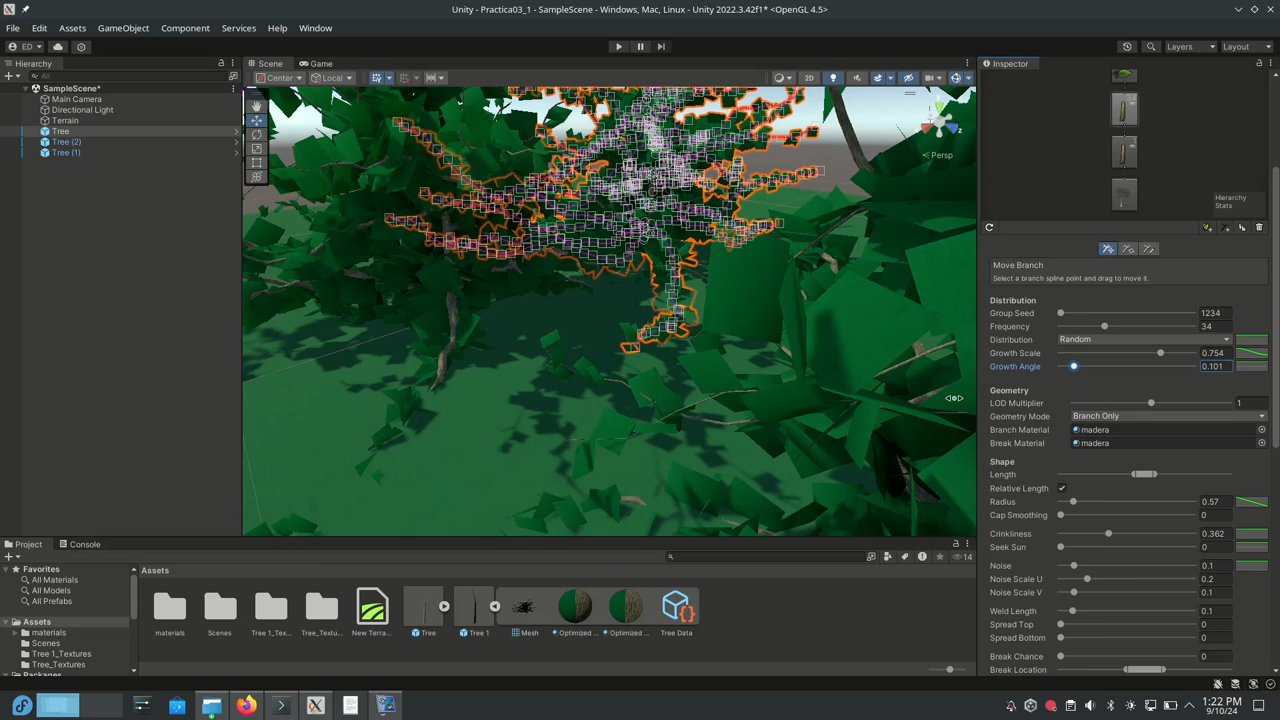 Unity - Practica03_1 - SampleScene - Windows, Mac, Linux - Unity 2022.3.42f1* <OpenGL 4.5>
File Edit Assets GameObject Component Services Help Window
ED Layers Layout
Hierarchy Scene Game Inspector
All Center Local 2D
SampleScene*
Main Camera
Directional Light
Terrain
Tree
Tree (2)
Tree (1)
Persp
Hierarchy
Stats
Move Branch
Select a branch spline point and drag to move it.
Distribution
Group Seed 1234
Frequency 34
Distribution Random
Growth Scale 0.754
Growth Angle 0.101
Geometry
LOD Multiplier 1
Geometry Mode Branch Only
Branch Material madera
Break Material madera
Shape
Length
Relative Length
Radius 0.57
Cap Smoothing 0
Crinkliness 0.362
Seek Sun 0
Noise 0.1
Noise Scale U 0.2
Noise Scale V 0.1
Weld Length 0.1
Spread Top 0
Spread Bottom 0
Break Chance 0
Break Location
Project Console
14
Favorites
All Materials
All Models
All Prefabs
Assets
materials
Scenes
Tree 1_Textures
Tree_Textures
Packages
Assets
materials Scenes Tree 1_Tex... Tree_Textu... New Terra... Tree Tree 1 Mesh Optimized ... Optimized ... Tree Data
1:22 PM
9/10/24